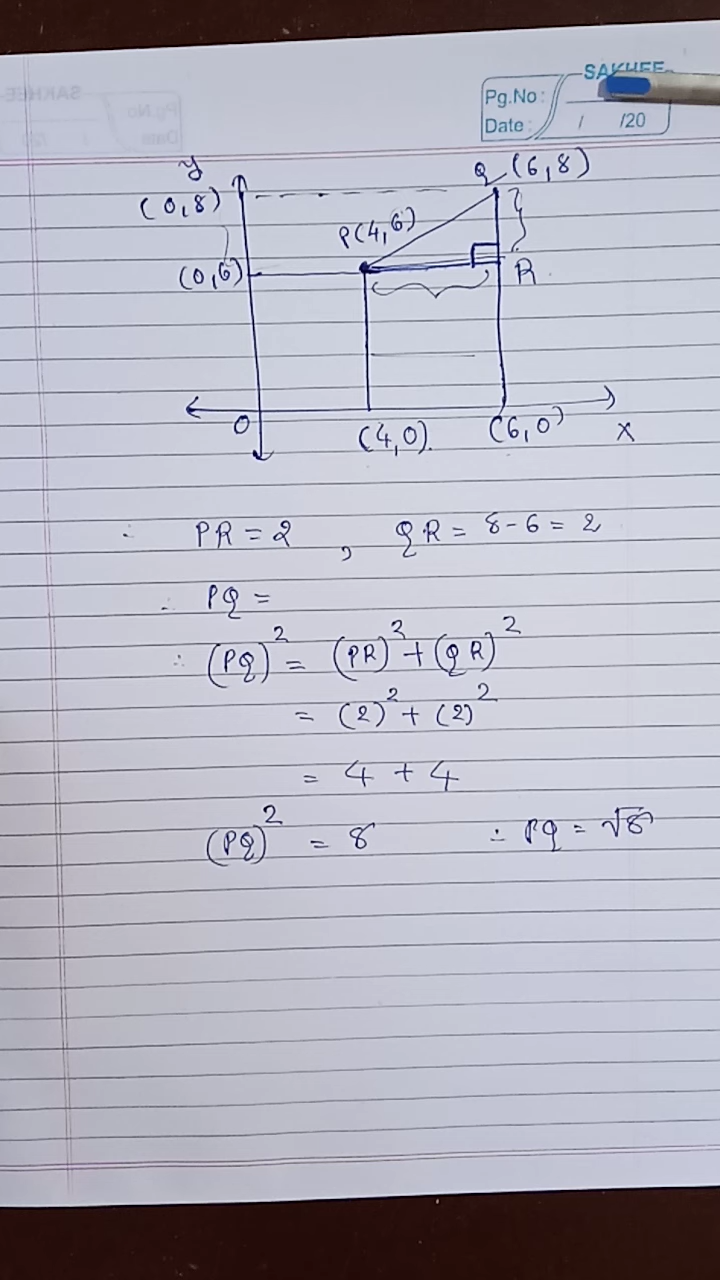 SAKHEE
Pg.No:
Date: / /20
y
Q (6,8)
(0,8)
P(4,6)
(0,6)
R
O
(4,0)
(6,0)
X
∴ PR = 2 , QR = 8-6 = 2
∴ PQ =
∴ (PQ)² = (PR)² + (QR)²
= (2)² + (2)²
= 4 + 4
(PQ)² = 8 ∴ PQ = √8